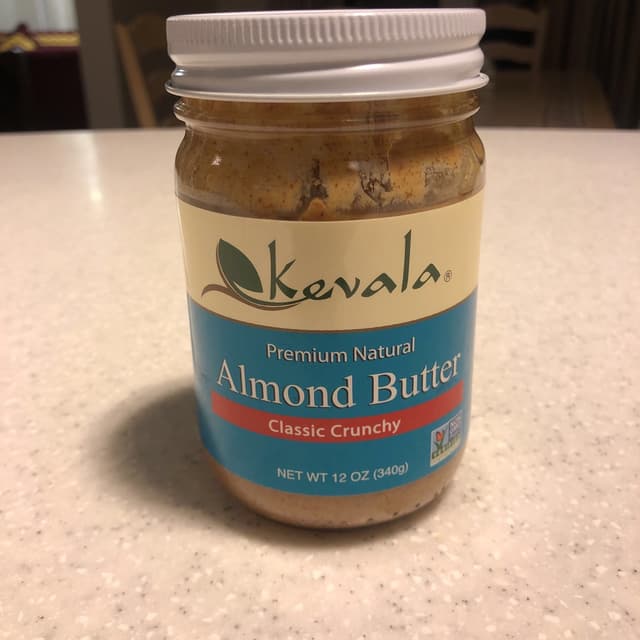 kevala®
Premium Natural
Almond Butter
Classic Crunchy
NET WT 12 OZ (340g)